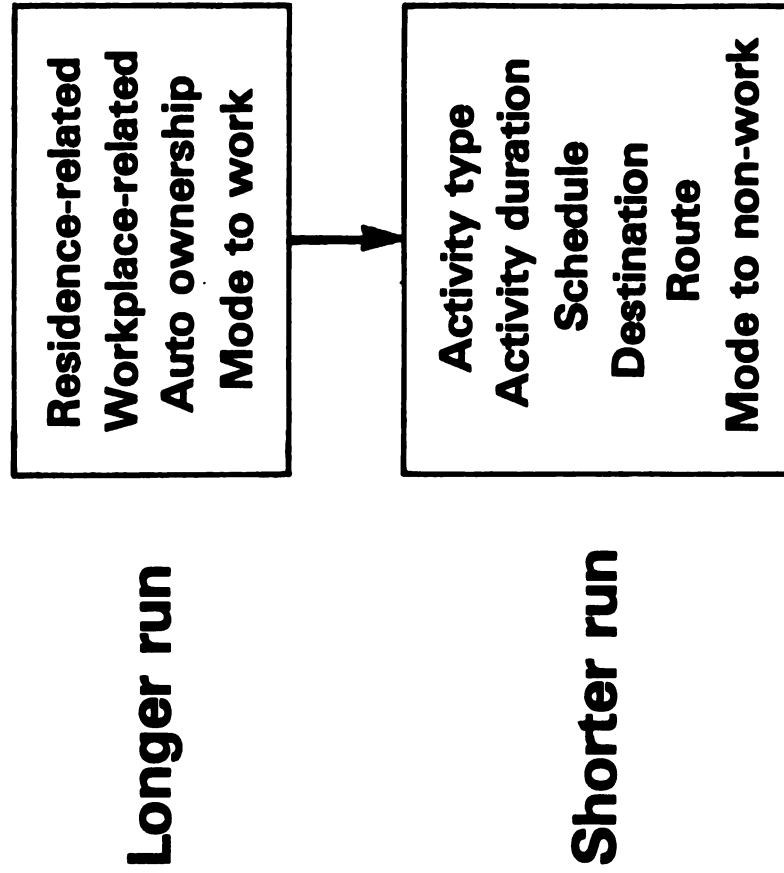 Longer run
Residence-related
Workplace-related
Auto ownership
Mode to work
Shorter run
Activity type
Activity duration
Schedule
Destination
Route
Mode to non-work